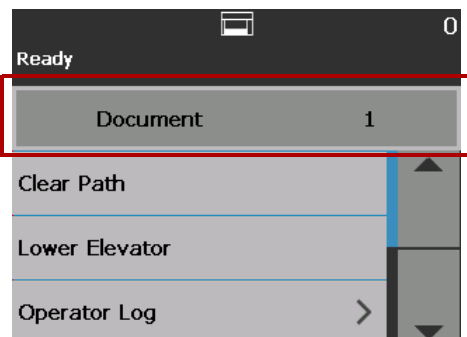 0
Ready
Document 1
Clear Path
Lower Elevator
Operator Log